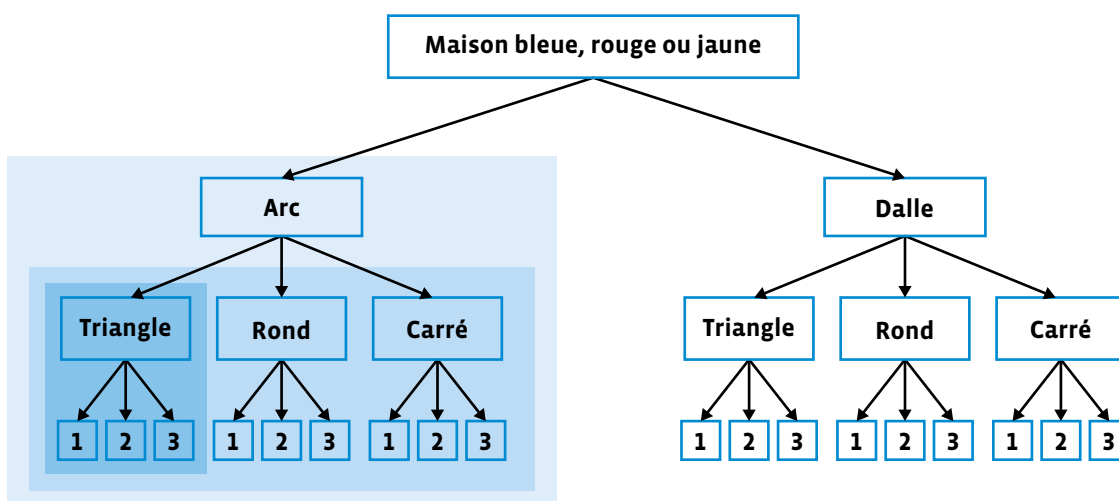 Maison bleue, rouge ou jaune
Arc Dalle
Triangle Rond Carré Triangle Rond Carré
1 2 3 1 2 3 1 2 3 1 2 3 1 2 3 1 2 3